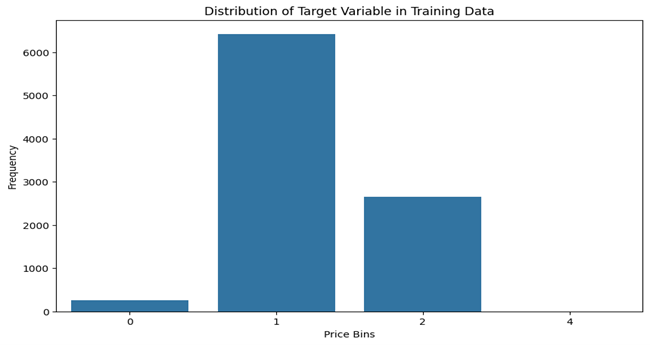 Distribution of Target Variable in Training Data
6000
5000
4000
3000
2000
1000
0
Frequency
0 1 2 4
Price Bins